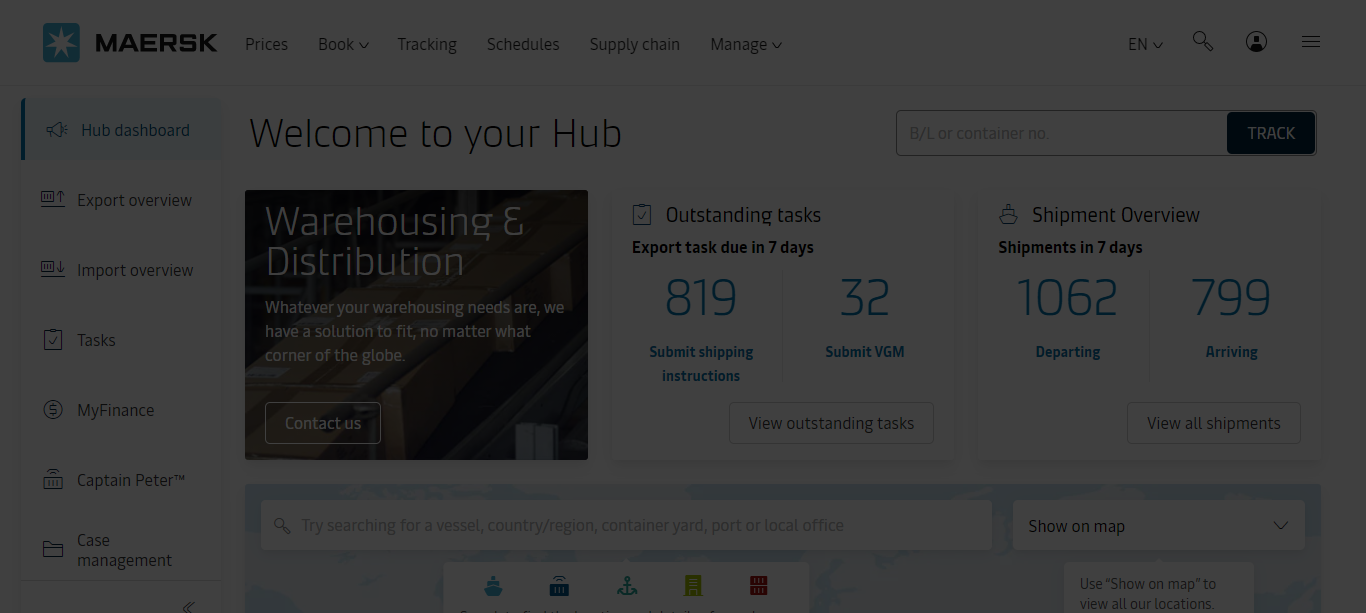 MAERSK
Prices
Book
Tracking
Schedules
Supply chain
Manage
EN
Hub dashboard
Export overview
Import overview
Tasks
MyFinance
Captain Peter™
Case
management
Welcome to your Hub
B/L or container no.
TRACK
Warehousing &
Distribution
Whatever your warehousing needs are, we
have a solution to fit, no matter what
corner of the globe.
Contact us
Outstanding tasks
Export task due in 7 days
819
Submit shipping
instructions
32
Submit VGM
View outstanding tasks
Shipment Overview
Shipments in 7 days
1062
Departing
799
Arriving
View all shipments
Try searching for a vessel, country/region, container yard, port or local office
Show on map
Use “Show on map” to
view all our locations.